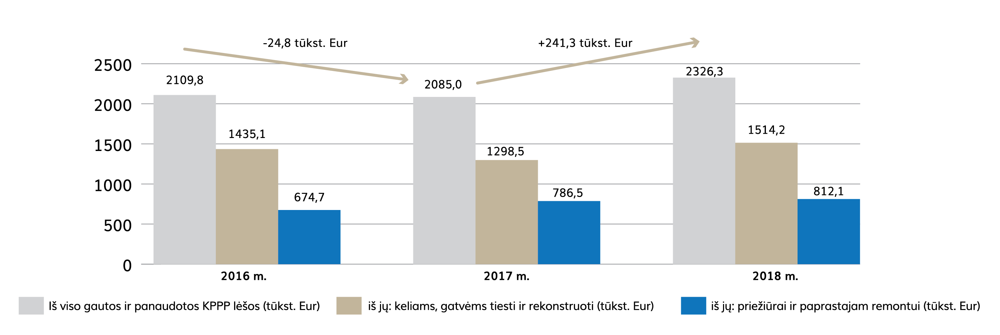 -24,8 tūkst. Eur
+241,3 tūkst. Eur
2500
2000
1500
1000
500
0
2109,8
1435,1
674,7
2085,0
1298,5
786,5
2326,3
1514,2
812,1
2016 m.
2017 m.
2018 m.
Iš viso gautos ir panaudotos KPPP lėšos (tūkst. Eur)
iš jų: keliams, gatvėms tiesti ir rekonstruoti (tūkst. Eur)
iš jų: priežiūrai ir paprastajam remontui (tūkst. Eur)